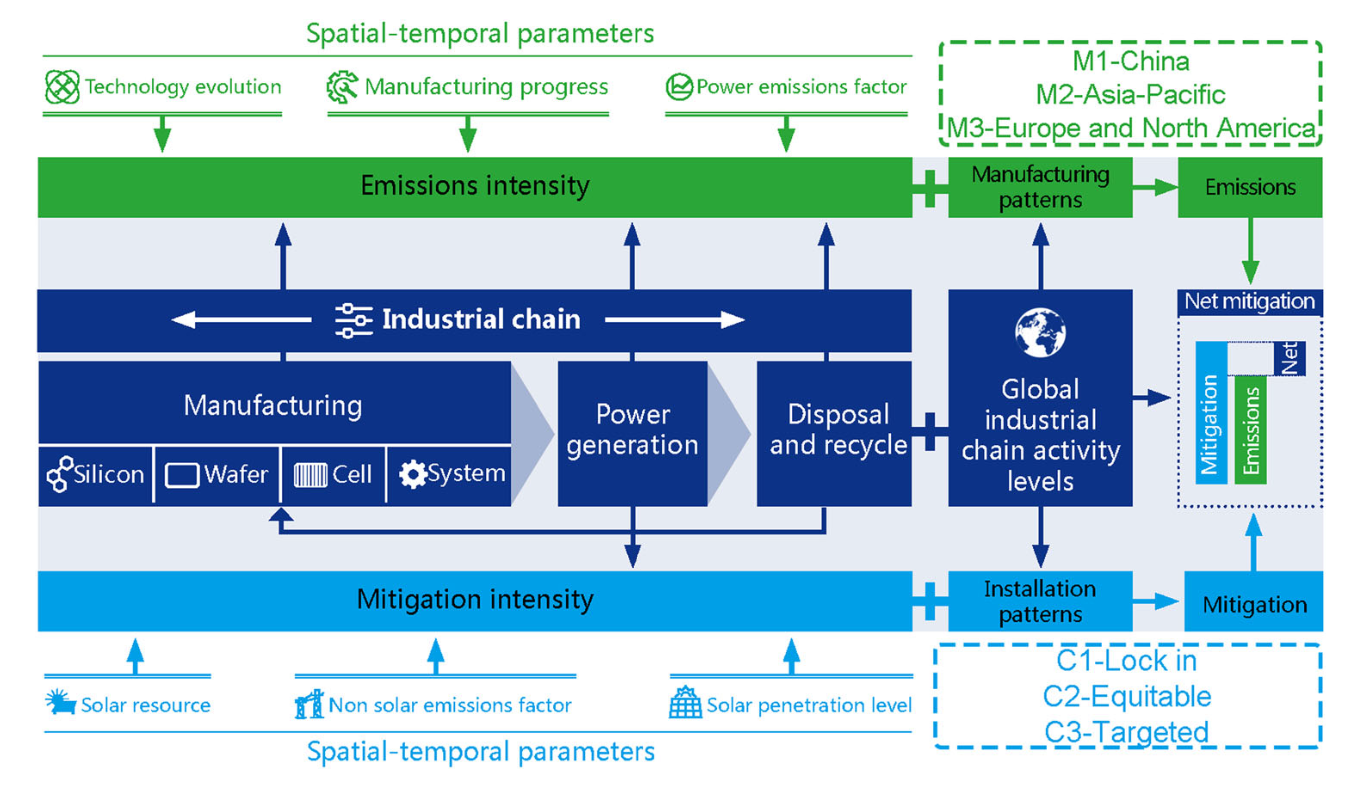 Spatial-temporal parameters
Technology evolution
Manufacturing progress
Power emissions factor
M1-China
M2-Asia-Pacific
M3-Europe and North America
Emissions intensity
Manufacturing
patterns
Emissions
Industrial chain
Manufacturing
Silicon
Wafer
Cell
System
Power
generation
Disposal
and recycle
Global
industrial
chain activity
levels
Net mitigation
Mitigation
Emissions
Net
Mitigation intensity
Installation
patterns
Mitigation
Solar resource
Non solar emissions factor
Solar penetration level
Spatial-temporal parameters
C1-Lock in
C2-Equitable
C3-Targeted